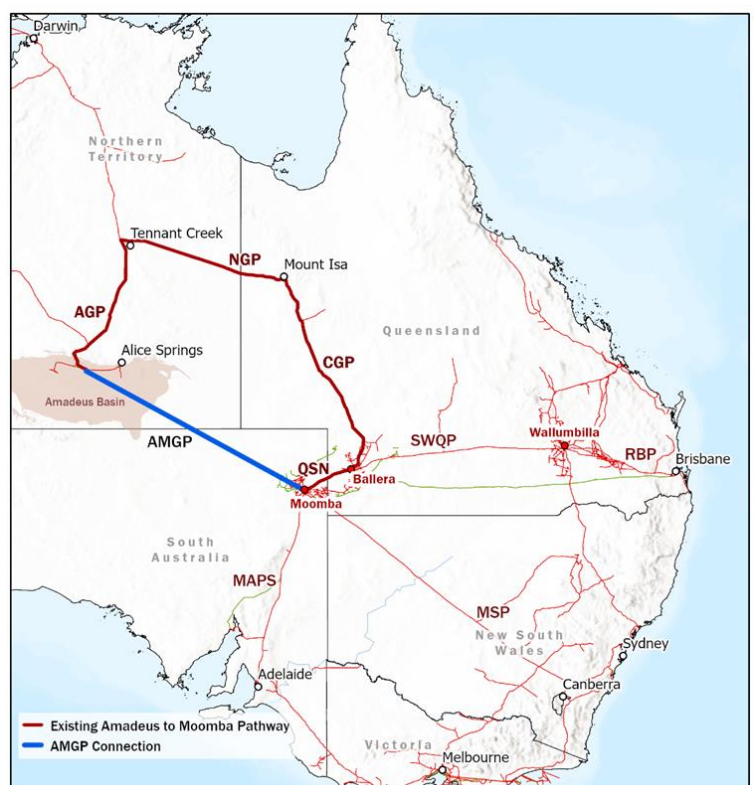 Darwin
Northern
Territory
Tennant Creek
NGP
Mount Isa
AGP
Queensland
Alice Springs
CGP
Amadeus Basin
AMGP
SWQP
Wallumbilla
RBP
Brisbane
QSN
Ballera
Moomba
South
Australia
MAPS
MSP
New South
Wales
Sydney
Adelaide
Canberra
Existing Amadeus to Moomba Pathway
AMGP Connection
Victoria
Melbourne